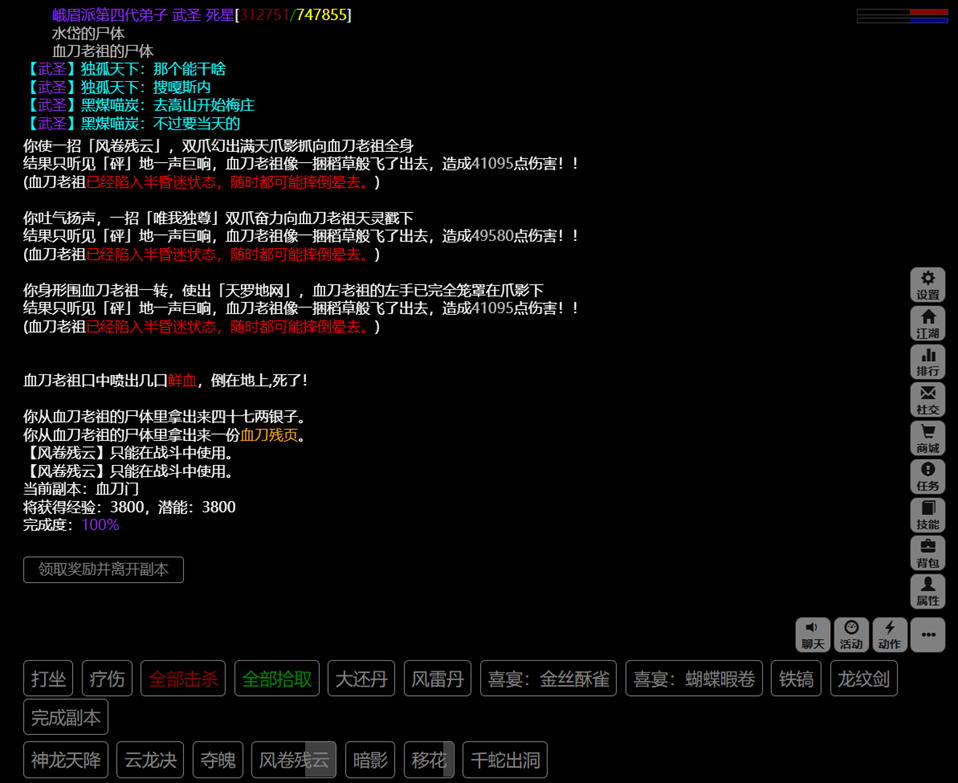 峨眉派第四代弟子 武圣 死星[312751/747855]
水岱的尸体
血刀老祖的尸体
【武圣】独孤天下：那个能干啥
【武圣】独孤天下：搜嘎斯内
【武圣】黑煤喵炭：去嵩山开始梅庄
【武圣】黑煤喵炭：不过要当天的
你使一招「风卷残云」，双爪幻出满天爪影抓向血刀老祖全身
结果只听见「砰」地一声巨响，血刀老祖像一捆稻草般飞了出去，造成41095点伤害！！
(血刀老祖已经陷入半昏迷状态，随时都可能摔倒晕去。)
你吐气扬声，一招「唯我独尊」双爪奋力向血刀老祖天灵戳下
结果只听见「砰」地一声巨响，血刀老祖像一捆稻草般飞了出去，造成49580点伤害！！
(血刀老祖已经陷入半昏迷状态，随时都可能摔倒晕去。)
你身形围血刀老祖一转，使出「天罗地网」，血刀老祖的左手已完全笼罩在爪影下
结果只听见「砰」地一声巨响，血刀老祖像一捆稻草般飞了出去，造成41095点伤害！！
(血刀老祖已经陷入半昏迷状态，随时都可能摔倒晕去。)
血刀老祖口中喷出几口鲜血，倒在地上,死了！
你从血刀老祖的尸体里拿出来四十七两银子。
你从血刀老祖的尸体里拿出来一份血刀残页。
【风卷残云】只能在战斗中使用。
【风卷残云】只能在战斗中使用。
当前副本：血刀门
将获得经验：3800，潜能：3800
完成度：100%
领取奖励并离开副本
设置
江湖
排行
社交
商城
任务
技能
背包
属性
聊天 活动 动作
打坐 疗伤 全部击杀 全部拾取 大还丹 风雷丹 喜宴：金丝酥雀 喜宴：蝴蝶暇卷 铁镐 龙纹剑
完成副本
神龙天降 云龙决 夺魄 风卷残云 暗影 移花 千蛇出洞